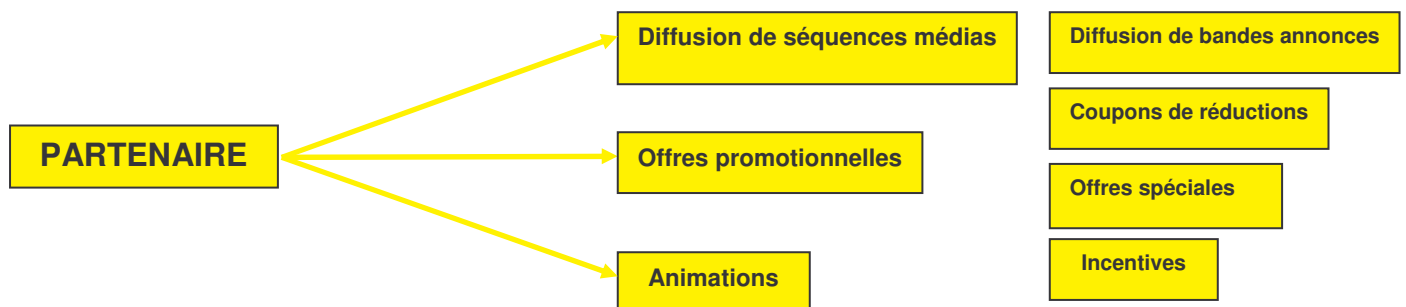 PARTENAIRE
Diffusion de séquences médias
Offres promotionnelles
Animations
Diffusion de bandes annonces
Coupons de réductions
Offres spéciales
Incentives